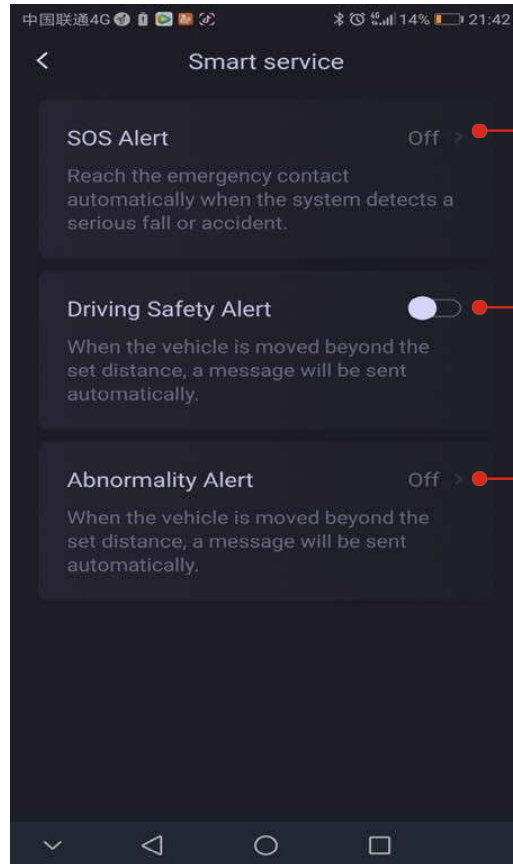 中国联通4G 14% 21:42
Smart service
SOS Alert Off
Reach the emergency contact
automatically when the system detects a
serious fall or accident.
Driving Safety Alert
When the vehicle is moved beyond the
set distance, a message will be sent
automatically.
Abnormality Alert Off
When the vehicle is moved beyond the
set distance, a message will be sent
automatically.